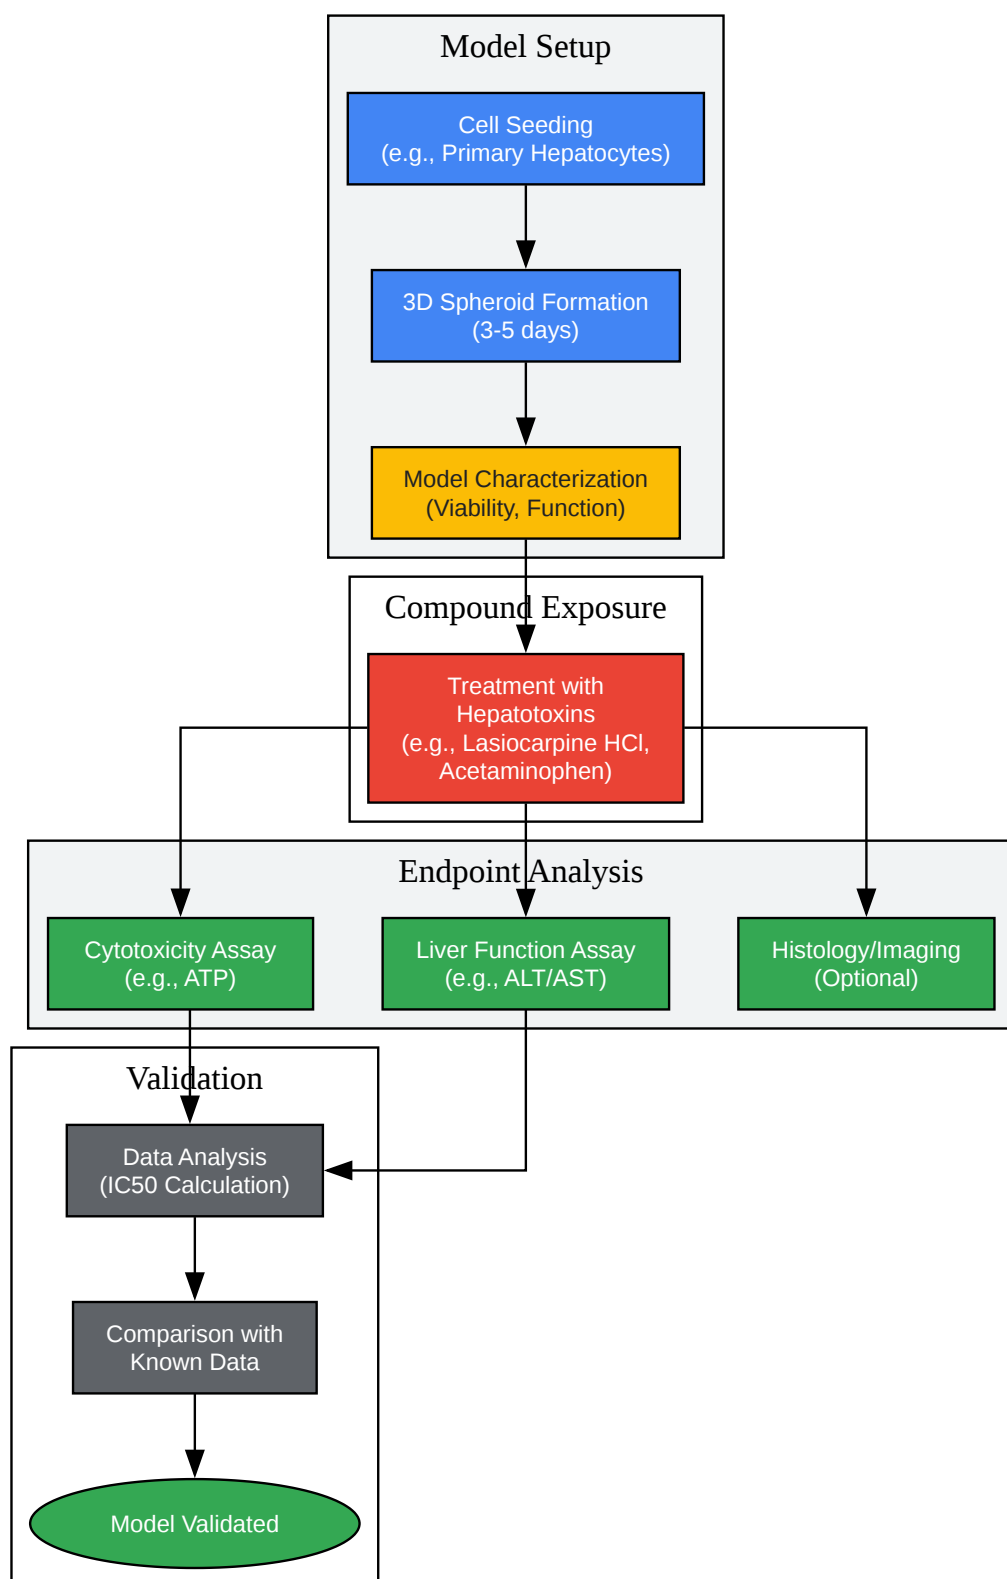 Model Setup
Cell Seeding
(e.g., Primary Hepatocytes)
3D Spheroid Formation
(3-5 days)
Model Characterization
(Viability, Function)
Compound Exposure
Treatment with
Hepatotoxins
(e.g., Lasiocarpine HCl,
Acetaminophen)
Endpoint Analysis
Cytotoxicity Assay
(e.g., ATP)
Liver Function Assay
(e.g., ALT/AST)
Histology/Imaging
(Optional)
Validation
Data Analysis
(IC50 Calculation)
Comparison with
Known Data
Model Validated